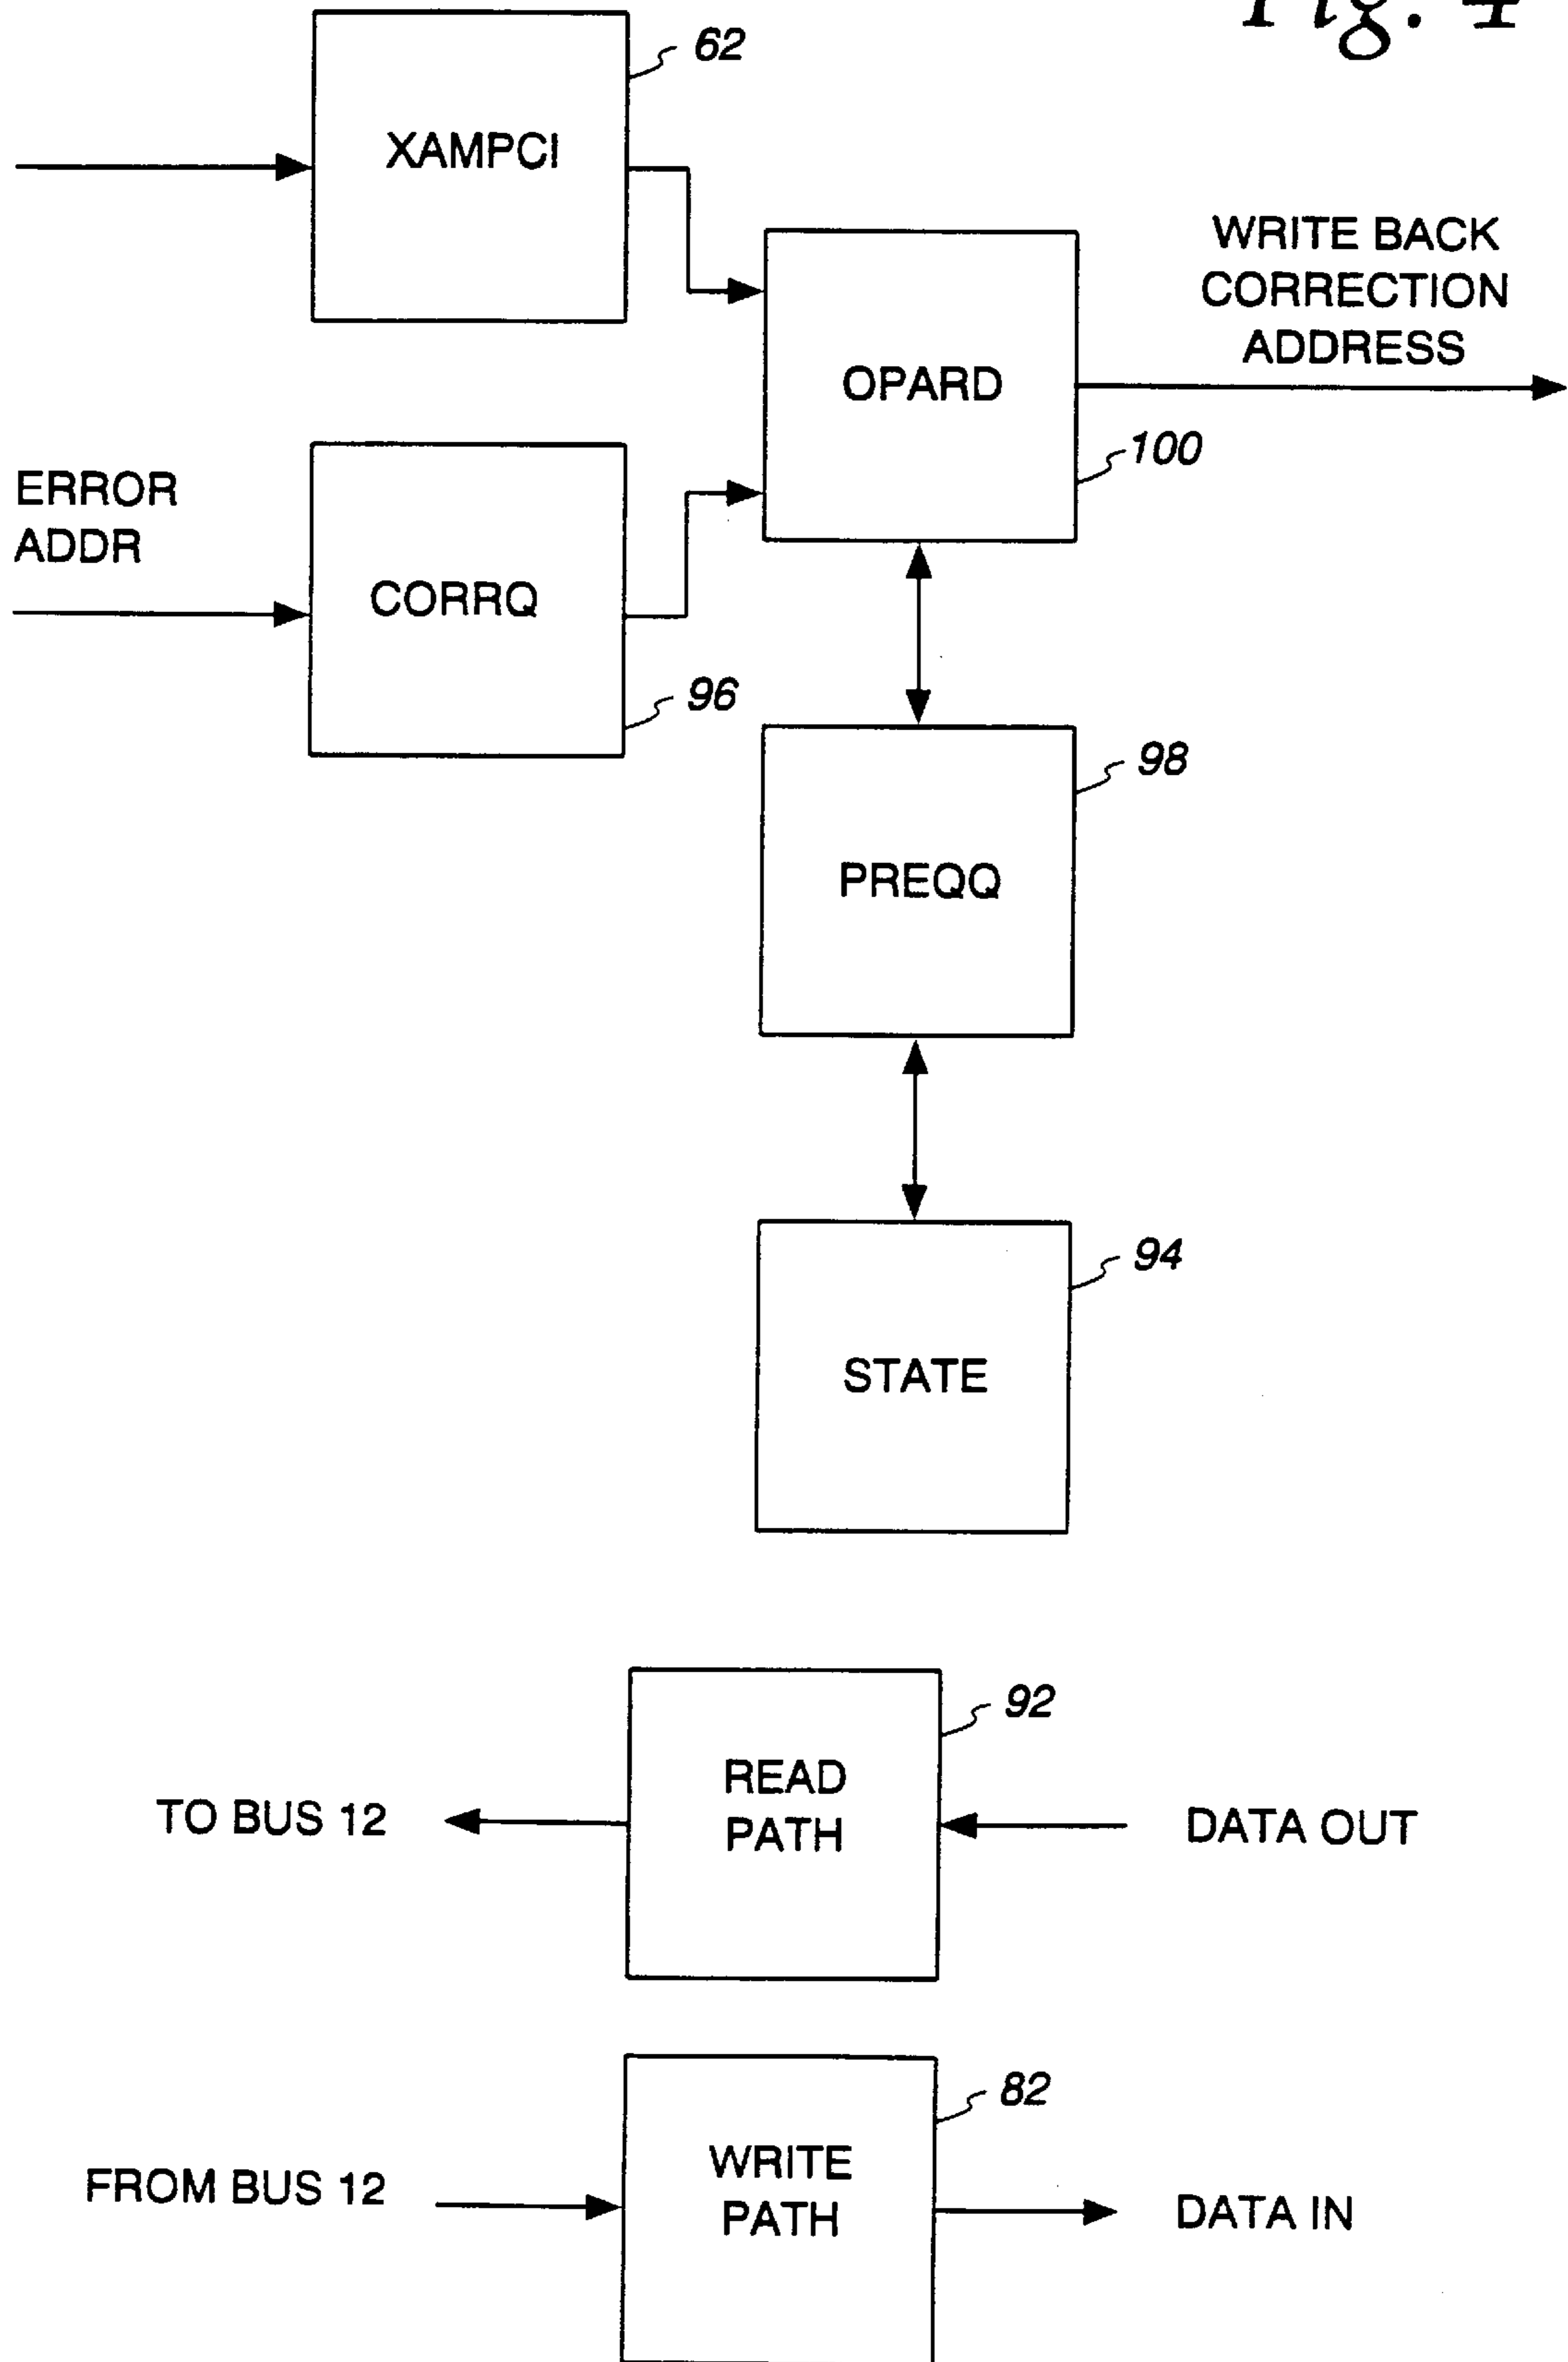 Fig. 4
62
XAMPCI
WRITE BACK
CORRECTION
ADDRESS
OPARD
100
ERROR
ADDR
CORRQ
96
98
PREQQ
94
STATE
92
READ
PATH
TO BUS 12
DATA OUT
82
WRITE
PATH
FROM BUS 12
DATA IN